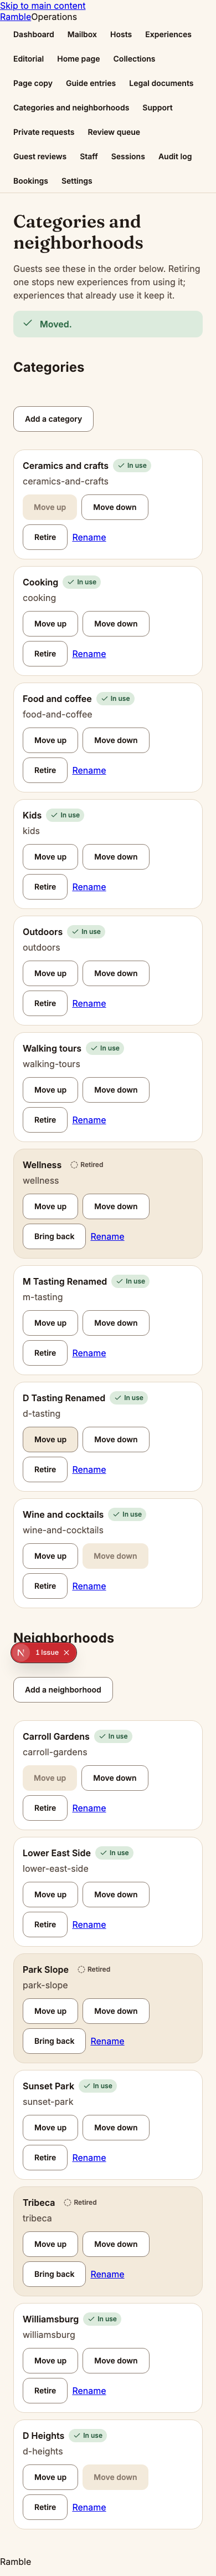 Skip to main content
RambleOperations
Dashboard Mailbox Hosts Experiences
Editorial Home page Collections
Page copy Guide entries Legal documents
Categories and neighborhoods Support
Private requests Review queue
Guest reviews Staff Sessions Audit log
Bookings Settings
Categories and
neighborhoods
Guests see these in the order below. Retiring
one stops new experiences from using it;
experiences that already use it keep it.
Moved.
Categories
Add a category
Ceramics and crafts In use
ceramics-and-crafts
Move up Move down
Retire Rename
Cooking In use
cooking
Move up Move down
Retire Rename
Food and coffee In use
food-and-coffee
Move up Move down
Retire Rename
Kids In use
kids
Move up Move down
Retire Rename
Outdoors In use
outdoors
Move up Move down
Retire Rename
Walking tours In use
walking-tours
Move up Move down
Retire Rename
Wellness Retired
wellness
Move up Move down
Bring back Rename
M Tasting Renamed In use
m-tasting
Move up Move down
Retire Rename
D Tasting Renamed In use
d-tasting
Move up Move down
Retire Rename
Wine and cocktails In use
wine-and-cocktails
Move up Move down
Retire Rename
Neighborhoods
N 1 Issue
Add a neighborhood
Carroll Gardens In use
carroll-gardens
Move up Move down
Retire Rename
Lower East Side In use
lower-east-side
Move up Move down
Retire Rename
Park Slope Retired
park-slope
Move up Move down
Bring back Rename
Sunset Park In use
sunset-park
Move up Move down
Retire Rename
Tribeca Retired
tribeca
Move up Move down
Bring back Rename
Williamsburg In use
williamsburg
Move up Move down
Retire Rename
D Heights In use
d-heights
Move up Move down
Retire Rename
Ramble